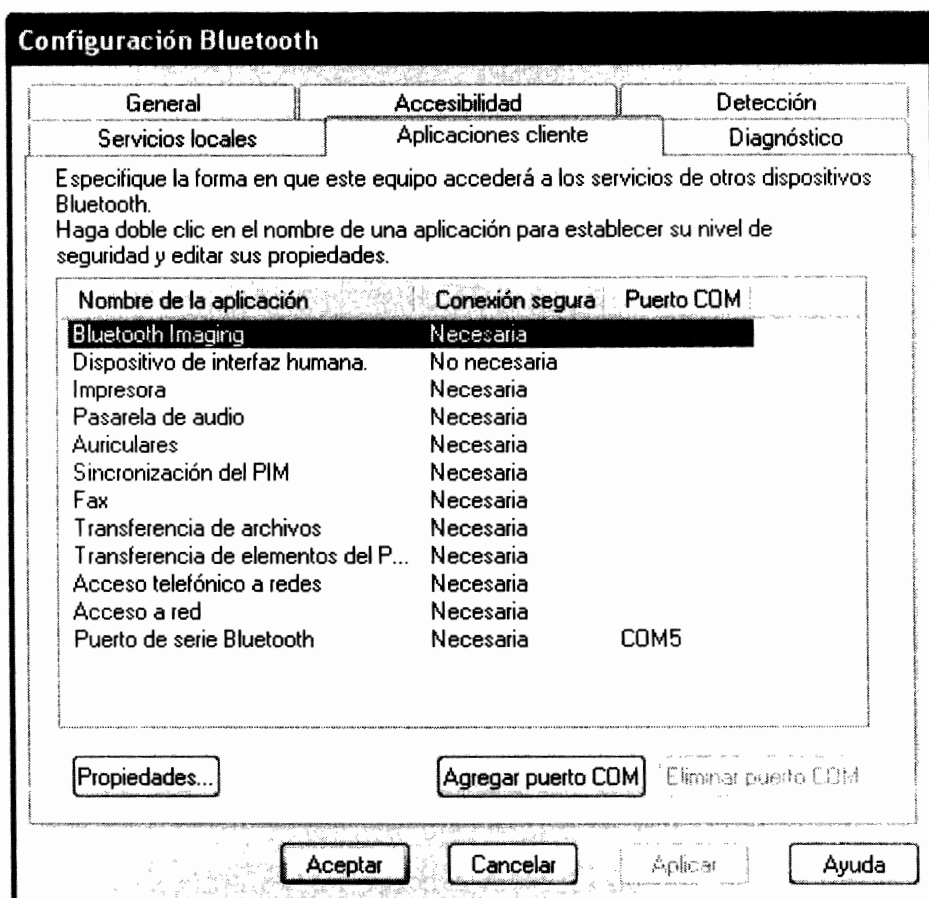 Configuración Bluetooth
General Accesibilidad Detección
Servicios locales Aplicaciones cliente Diagnóstico
Especifique la forma en que este equipo accederá a los servicios de otros dispositivos
Bluetooth.
Haga doble clic en el nombre de una aplicación para establecer su nivel de
seguridad y editar sus propiedades.
Nombre de la aplicación Conexión segura Puerto COM
Bluetooth Imaging Necesaria
Dispositivo de interfaz humana. No necesaria
Impresora Necesaria
Pasarela de audio Necesaria
Auriculares Necesaria
Sincronización del PIM Necesaria
Fax Necesaria
Transferencia de archivos Necesaria
Transferencia de elementos del P... Necesaria
Acceso telefónico a redes Necesaria
Acceso a red Necesaria
Puerto de serie Bluetooth Necesaria COM5
Propiedades... Agregar puerto COM Eliminar puerto COM
Aceptar Cancelar Aplicar Ayuda